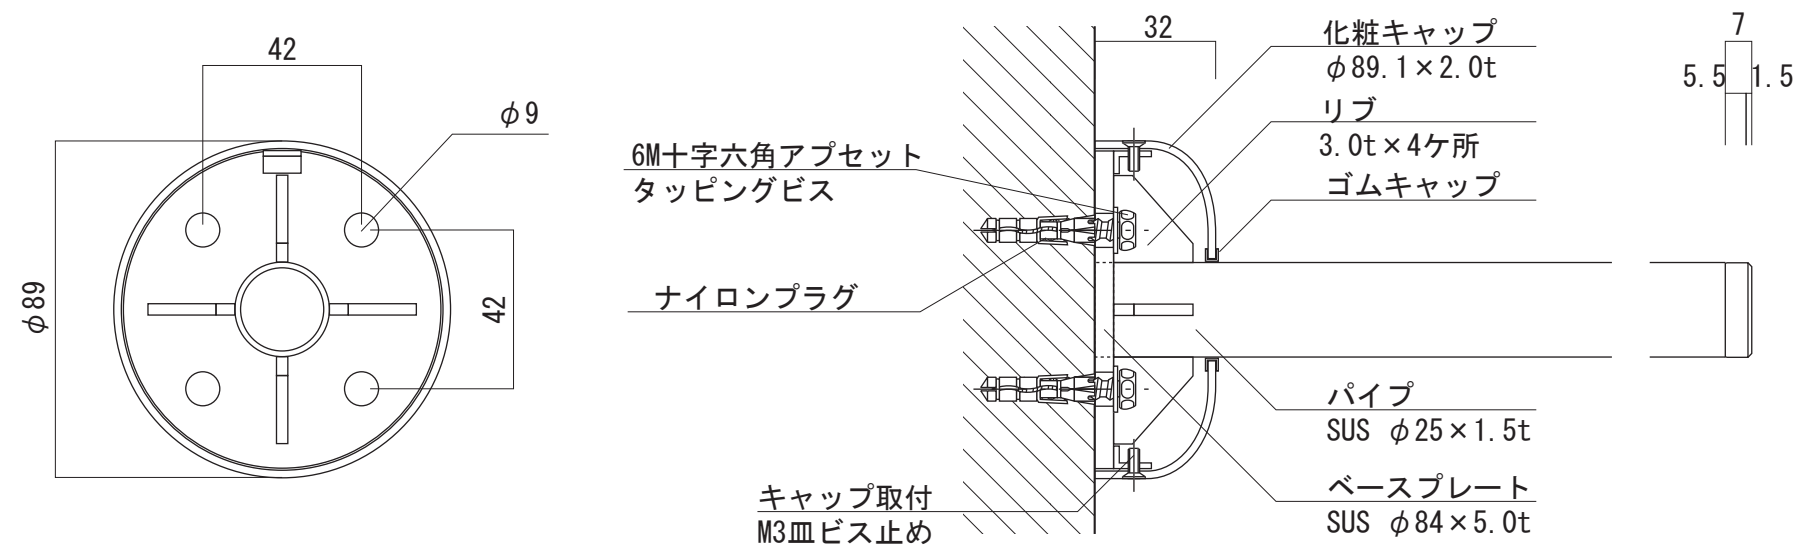 42
φ9
φ89
42
6M十字六角アプセット
タッピングビス
ナイロンプラグ
キャップ取付
M3皿ビス止め
32
化粧キャップ
φ89.1×2.0t
リブ
3.0t×4ケ所
ゴムキャップ
パイプ
SUS φ25×1.5t
ベースプレート
SUS φ84×5.0t
7
5.5 1.5